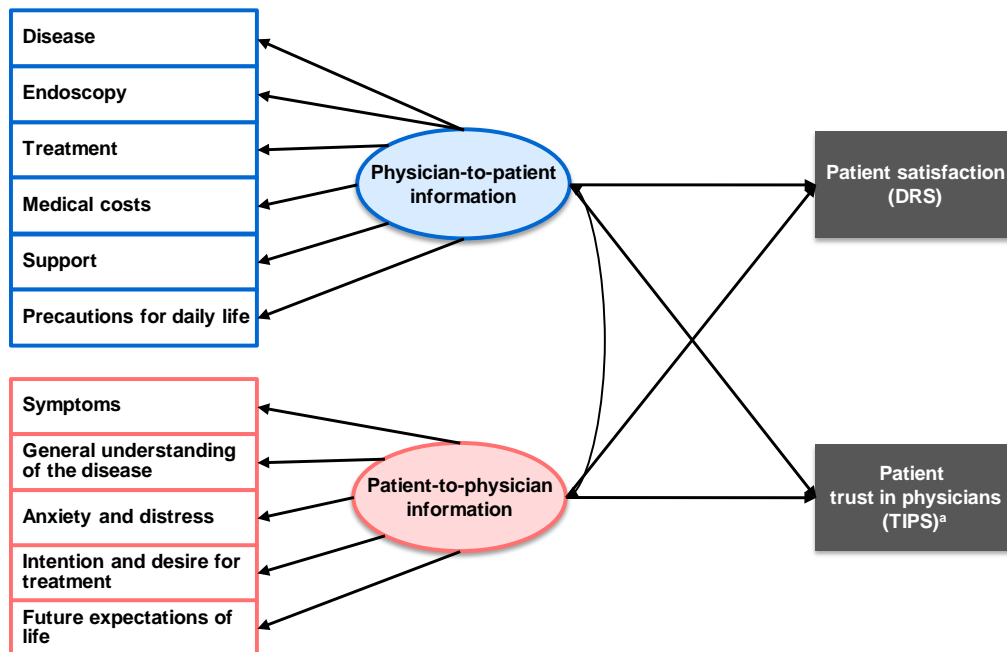 Disease
Endoscopy
Treatment
Medical costs
Support
Precautions for daily life
Physician-to-patient
information
Patient satisfaction
(DRS)
Symptoms
General understanding
of the disease
Anxiety and distress
Intention and desire for
treatment
Future expectations of
life
Patient-to-physician
information
Patient
trust in physicians
(TIPS)ᵃ